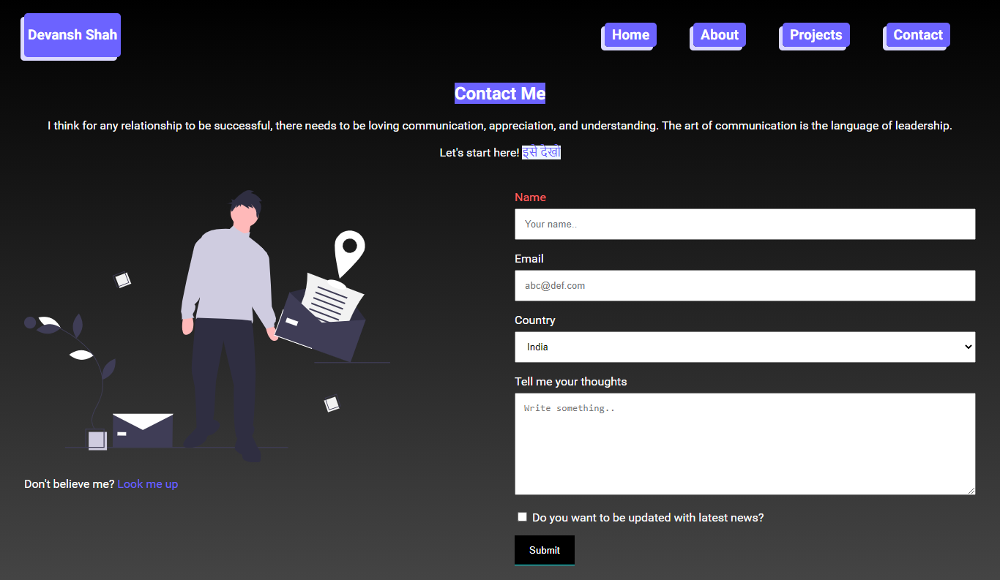 Devansh Shah
Home
About
Projects
Contact
Contact Me
I think for any relationship to be successful, there needs to be loving communication, appreciation, and understanding. The art of communication is the language of leadership.
Let's start here! इसे देखों
Name
Your name..
Email
abc@def.com
Country
India
Tell me your thoughts
Write something..
Don't believe me? Look me up
Do you want to be updated with latest news?
Submit